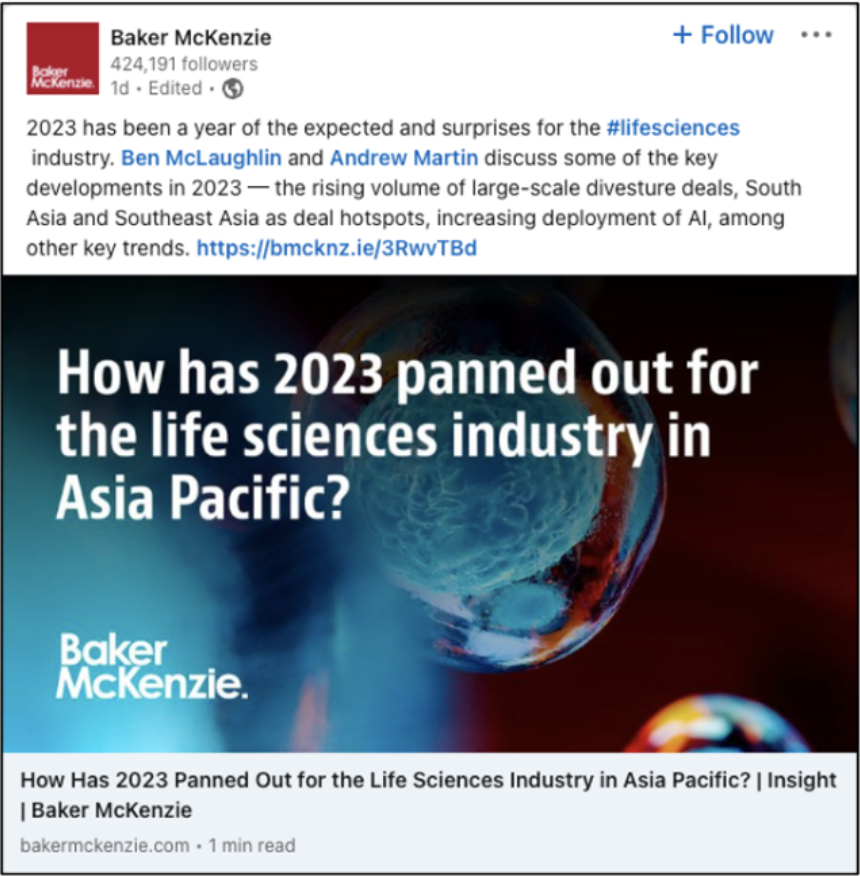 Baker McKenzie.
Baker McKenzie
+ Follow
424,191 followers
1d • Edited •
2023 has been a year of the expected and surprises for the #lifesciences
industry. Ben McLaughlin and Andrew Martin discuss some of the key
developments in 2023 — the rising volume of large-scale divesture deals, South
Asia and Southeast Asia as deal hotspots, increasing deployment of AI, among
other key trends. https://bmcknz.ie/3RwvTBd
How has 2023 panned out for
the life sciences industry in
Asia Pacific?
Baker
McKenzie.
How Has 2023 Panned Out for the Life Sciences Industry in Asia Pacific? | Insight
| Baker McKenzie
bakermckenzie.com • 1 min read